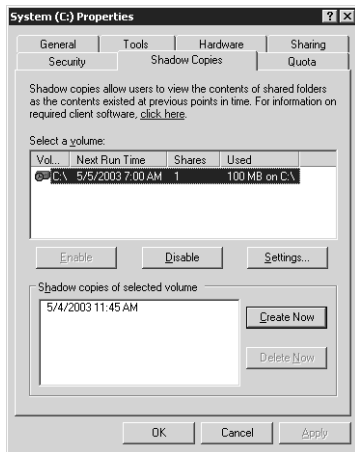 System (C:) Properties
General Tools Hardware Sharing
Security Shadow Copies Quota
Shadow copies allow users to view the contents of shared folders
as the contents existed at previous points in time. For information on
required client software, click here.
Select a volume:
Vol... Next Run Time Shares Used
C:\ 5/5/2003 7:00 AM 1 100 MB on C:\
Enable Disable Settings...
Shadow copies of selected volume
5/4/2003 11:45 AM
Create Now
Delete Now
OK Cancel Apply